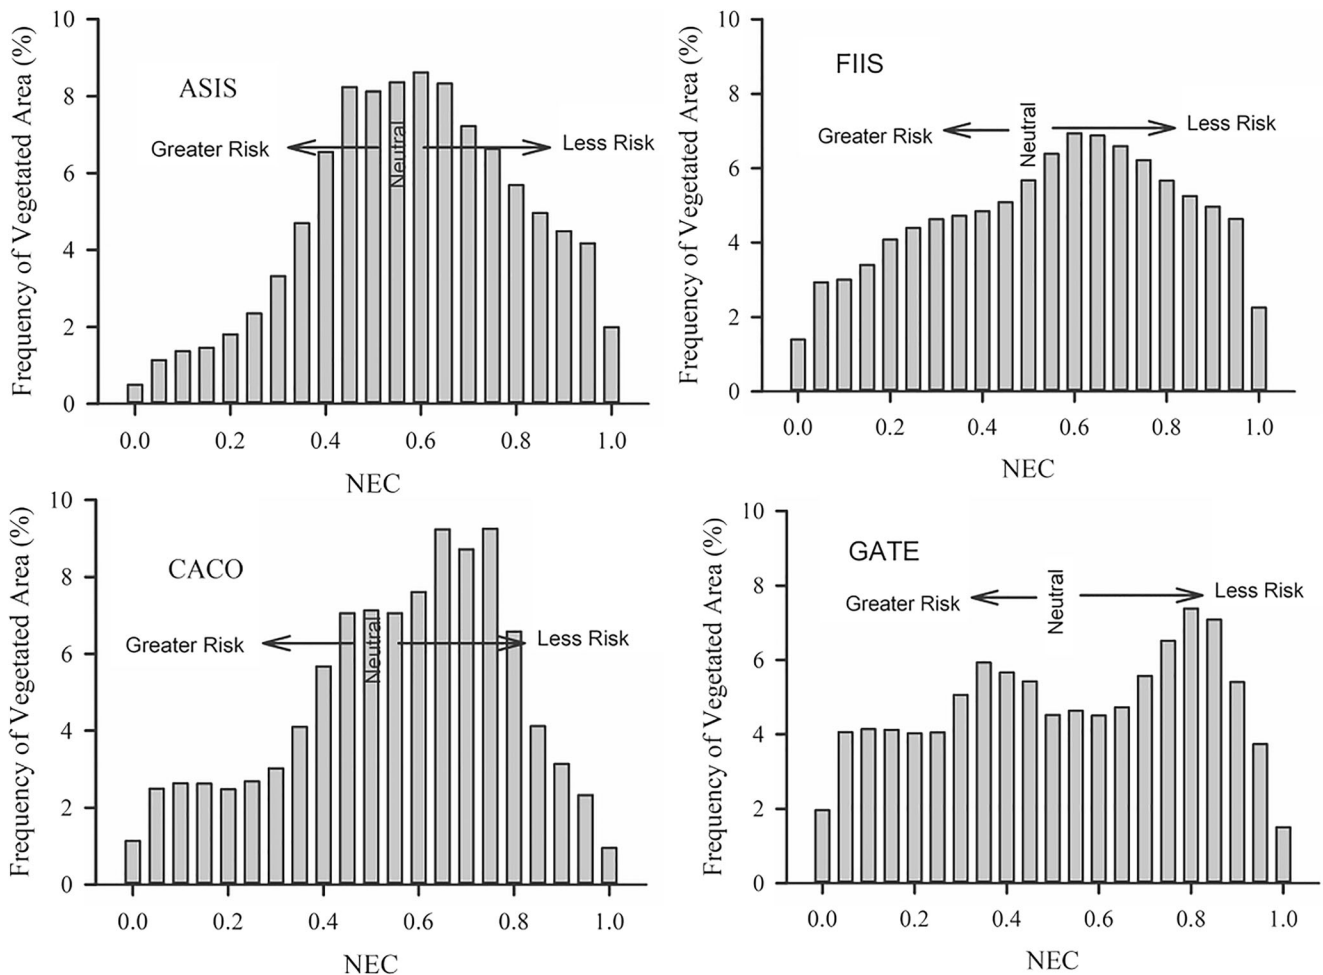 10
8
6
4
2
0
Frequency of Vegetated Area (%)
ASIS
Greater Risk
Neutral
Less Risk
0.0 0.2 0.4 0.6 0.8 1.0
NEC
10
8
6
4
2
0
Frequency of Vegetated Area (%)
FIIS
Greater Risk
Neutral
Less Risk
0.0 0.2 0.4 0.6 0.8 1.0
NEC
10
8
6
4
2
0
Frequency of Vegetated Area (%)
CACO
Greater Risk
Neutral
Less Risk
0.0 0.2 0.4 0.6 0.8 1.0
NEC
10
8
6
4
2
0
Frequency of Vegetated Area (%)
GATE
Greater Risk
Neutral
Less Risk
0.0 0.2 0.4 0.6 0.8 1.0
NEC